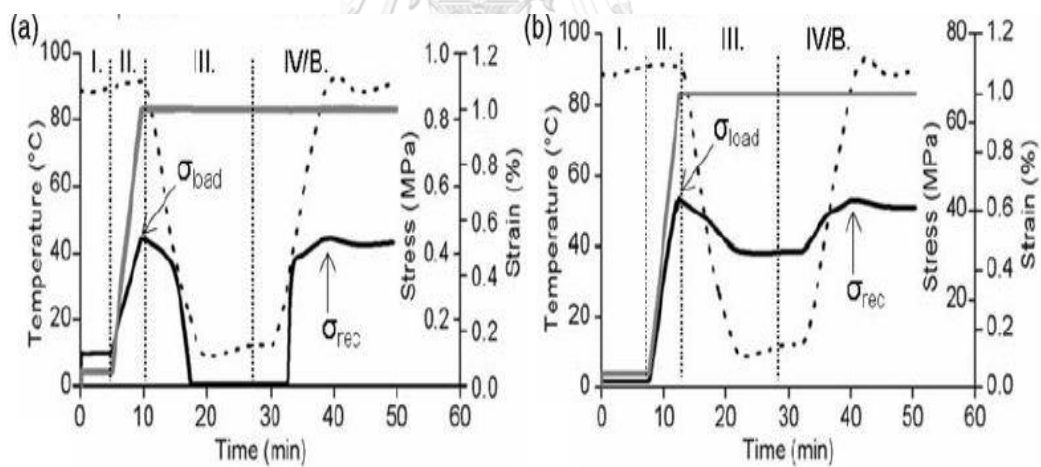 (a)
I. II. III. IV/B.
Temperature (°C)
100
80
60
40
20
0
σload
σrec
1.0
0.8
0.6
0.4
0.2
Stress (MPa)
1.2
1.0
0.8
0.6
0.4
0.2
0.0
Strain (%)
0 10 20 30 40 50 60
Time (min)
(b)
I. II. III. IV/B.
Temperature (°C)
100
80
60
40
20
0
σload
σrec
80
60
40
20
Stress (MPa)
1.2
1.0
0.8
0.6
0.4
0.2
0.0
Strain (%)
0 10 20 30 40 50 60
Time (min)